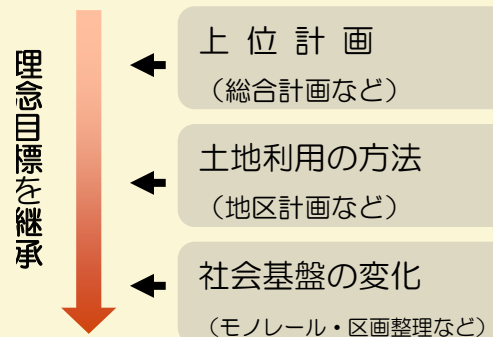 理念目標を継承
上位計画
（総合計画など）
土地利用の方法
（地区計画など）
社会基盤の変化
（モノレール・区画整理など）